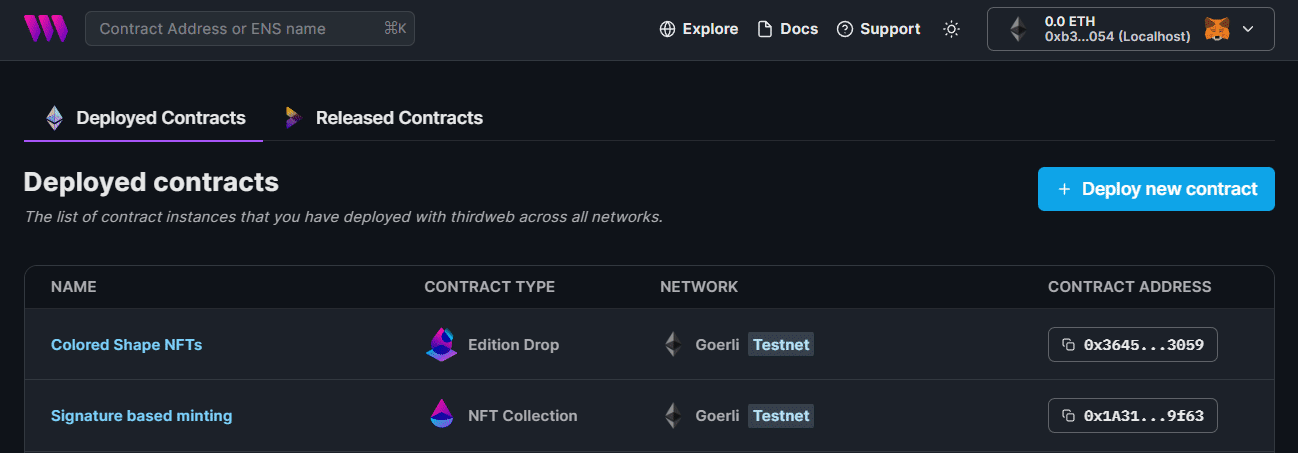 Contract Address or ENS name ⌘K Explore Docs Support 0.0 ETH
0xb3...054 (Localhost)
Deployed Contracts Released Contracts
Deployed contracts
+ Deploy new contract
The list of contract instances that you have deployed with thirdweb across all networks.
NAME CONTRACT TYPE NETWORK CONTRACT ADDRESS
Colored Shape NFTs Edition Drop Goerli Testnet 0x3645...3059
Signature based minting NFT Collection Goerli Testnet 0x1A31...9f63